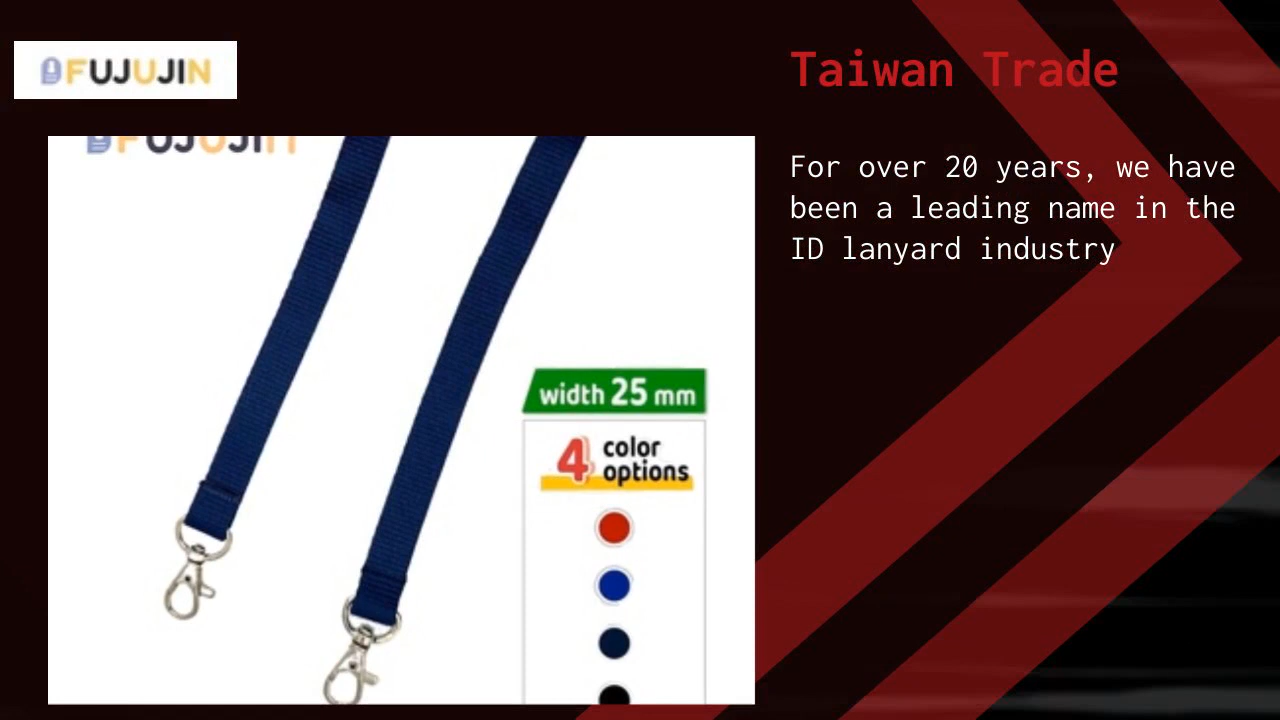 FUJUJIN
Taiwan Trade
FUJUJIN
For over 20 years, we have
been a leading name in the
ID lanyard industry
width 25 mm
4 color
options